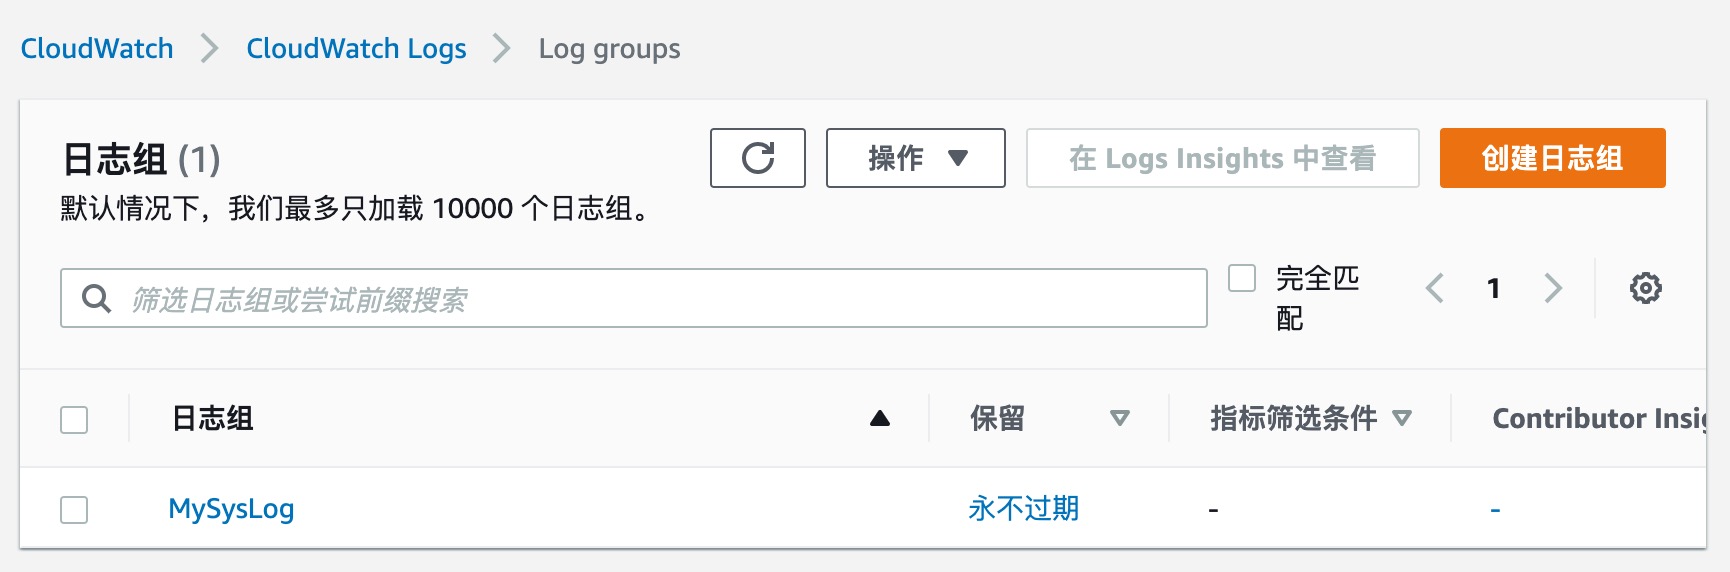 CloudWatch > CloudWatch Logs > Log groups
日志组 (1)
操作 ▼
在 Logs Insights 中查看
创建日志组
默认情况下，我们最多只加载 10000 个日志组。
筛选日志组或尝试前缀搜索
完全匹
配
1
日志组 保留 指标筛选条件 Contributor Insig
MySysLog 永不过期 - -